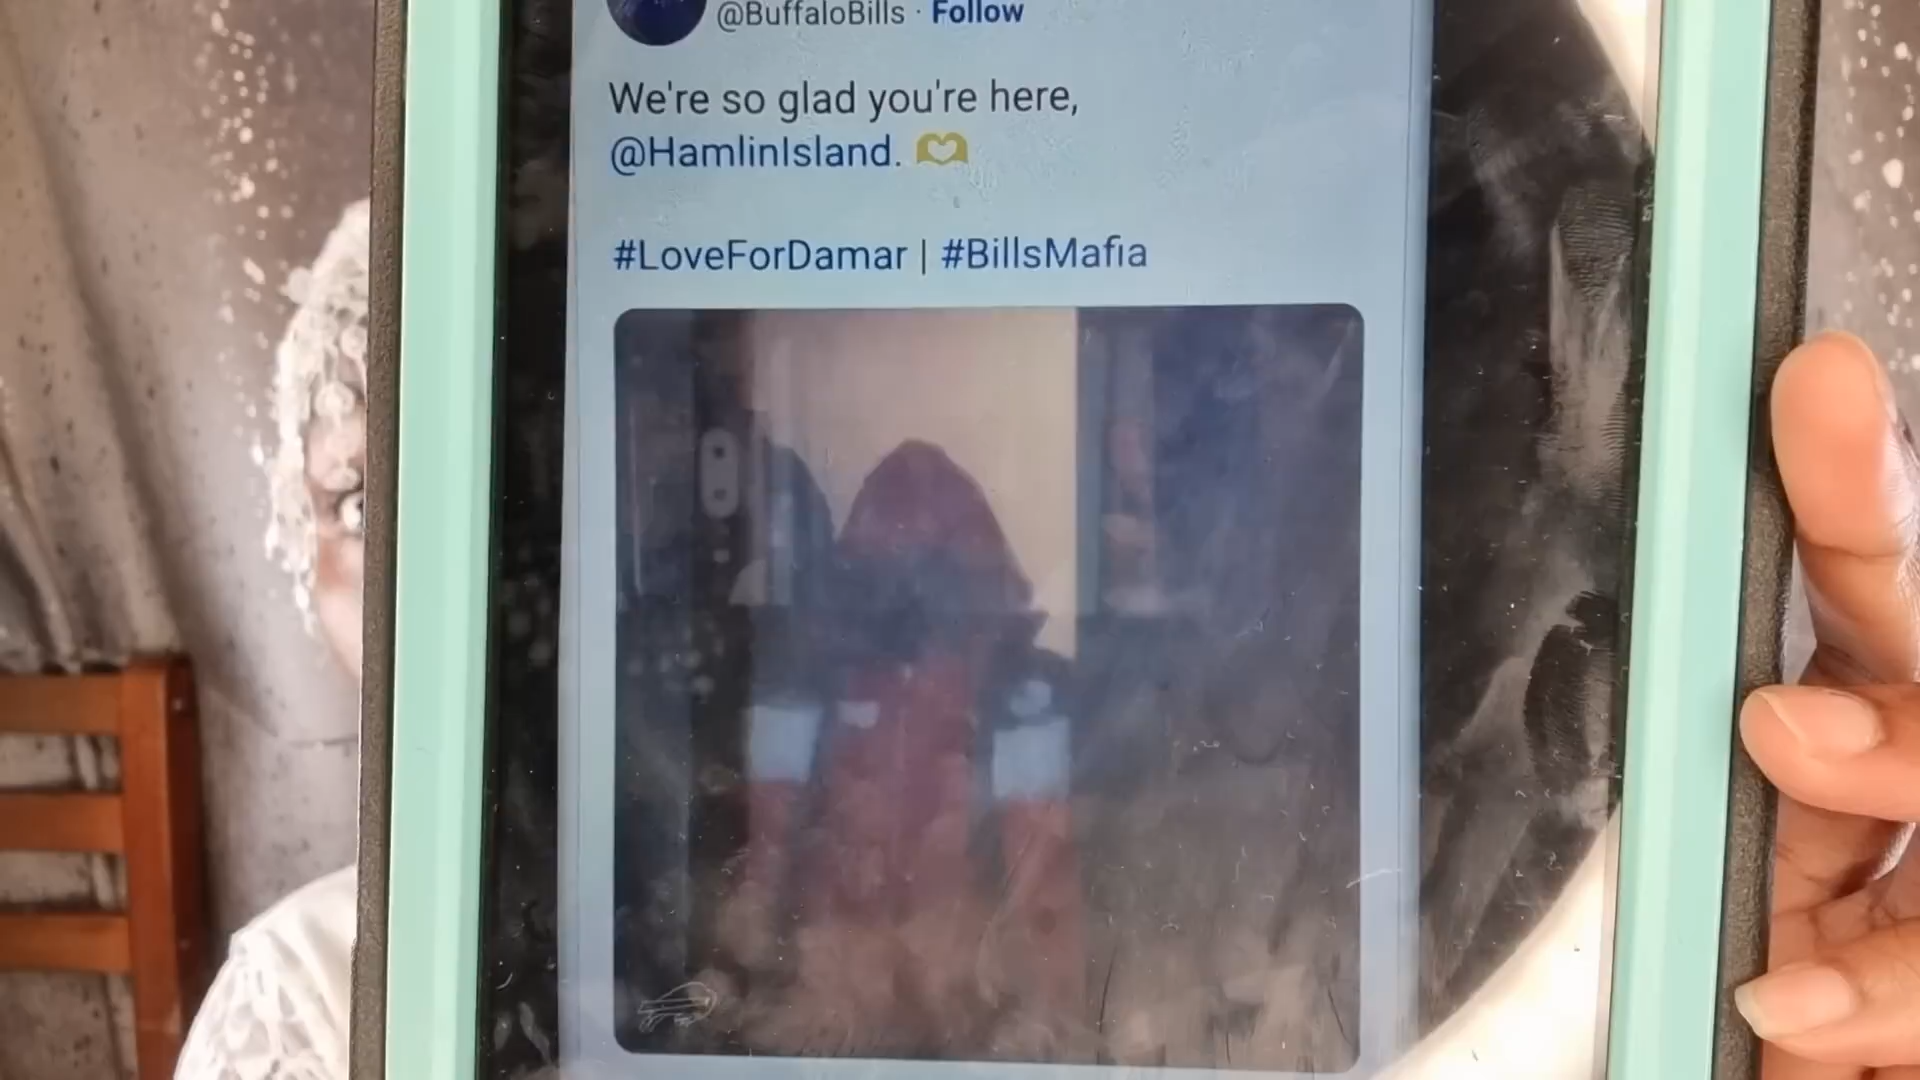 @BuffaloBills · Follow
We're so glad you're here,
@HamlinIsland. 🫶
#LoveForDamar | #BillsMafia